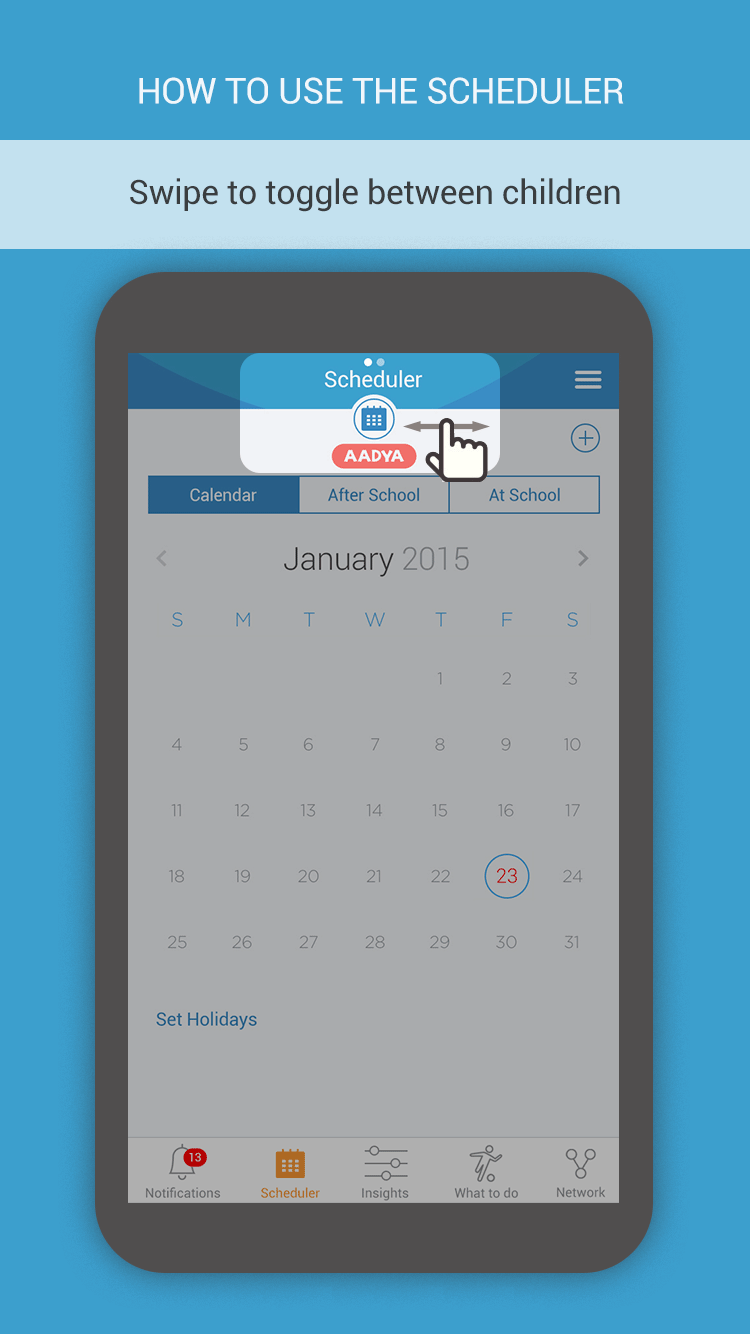 HOW TO USE THE SCHEDULER
Swipe to toggle between children
Scheduler
AADYA
Calendar After School At School
January 2015
S M T W T F S
1 2 3
4 5 6 7 8 9 10
11 12 13 14 15 16 17
18 19 20 21 22 23 24
25 26 27 28 29 30 31
Set Holidays
13
Notifications Scheduler Insights What to do Network